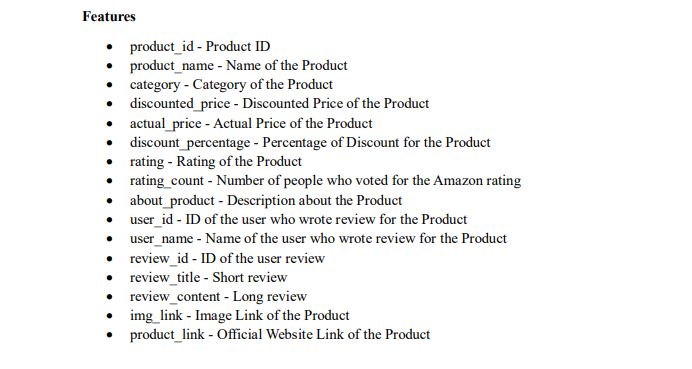 Features
• product_id - Product ID
• product_name - Name of the Product
• category - Category of the Product
• discounted_price - Discounted Price of the Product
• actual_price - Actual Price of the Product
• discount_percentage - Percentage of Discount for the Product
• rating - Rating of the Product
• rating_count - Number of people who voted for the Amazon rating
• about_product - Description about the Product
• user_id - ID of the user who wrote review for the Product
• user_name - Name of the user who wrote review for the Product
• review_id - ID of the user review
• review_title - Short review
• review_content - Long review
• img_link - Image Link of the Product
• product_link - Official Website Link of the Product